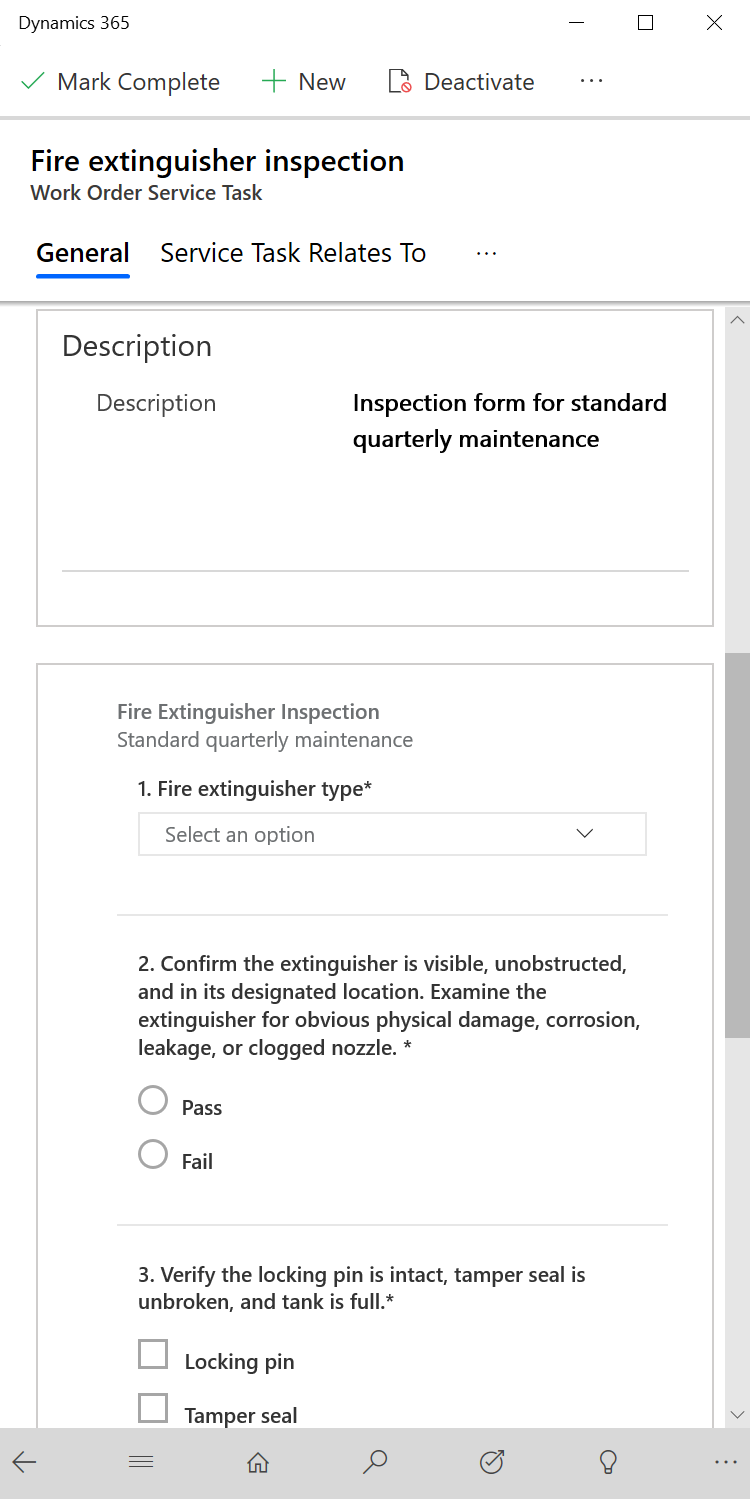 Dynamics 365
Mark Complete
New
Deactivate
...
Fire extinguisher inspection
Work Order Service Task
General
Service Task Relates To
...
Description
Description
Inspection form for standard
quarterly maintenance
Fire Extinguisher Inspection
Standard quarterly maintenance
1. Fire extinguisher type*
Select an option
2. Confirm the extinguisher is visible, unobstructed,
and in its designated location. Examine the
extinguisher for obvious physical damage, corrosion,
leakage, or clogged nozzle. *
Pass
Fail
3. Verify the locking pin is intact, tamper seal is
unbroken, and tank is full.*
Locking pin
Tamper seal
...